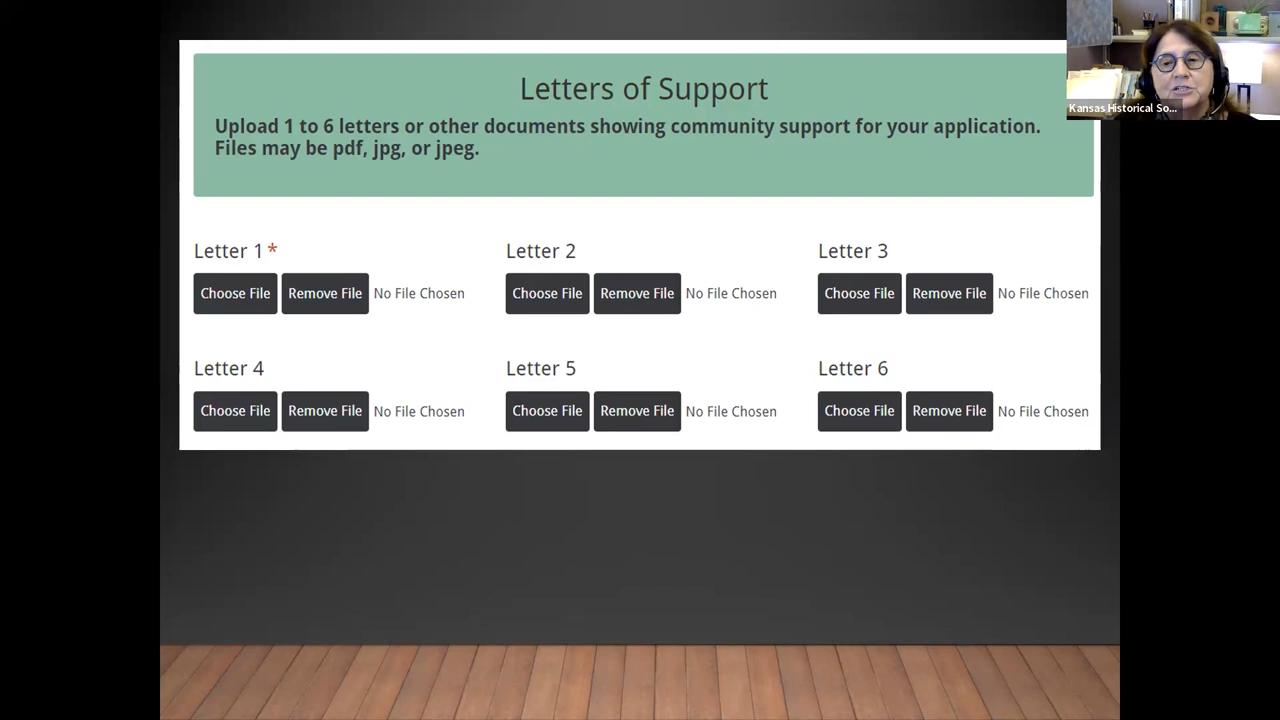 Letters of Support
Upload 1 to 6 letters or other documents showing community support for your application.
Files may be pdf, jpg, or jpeg.
Kansas Historical So...
Letter 1 *
Choose File Remove File No File Chosen
Letter 2
Choose File Remove File No File Chosen
Letter 3
Choose File Remove File No File Chosen
Letter 4
Choose File Remove File No File Chosen
Letter 5
Choose File Remove File No File Chosen
Letter 6
Choose File Remove File No File Chosen